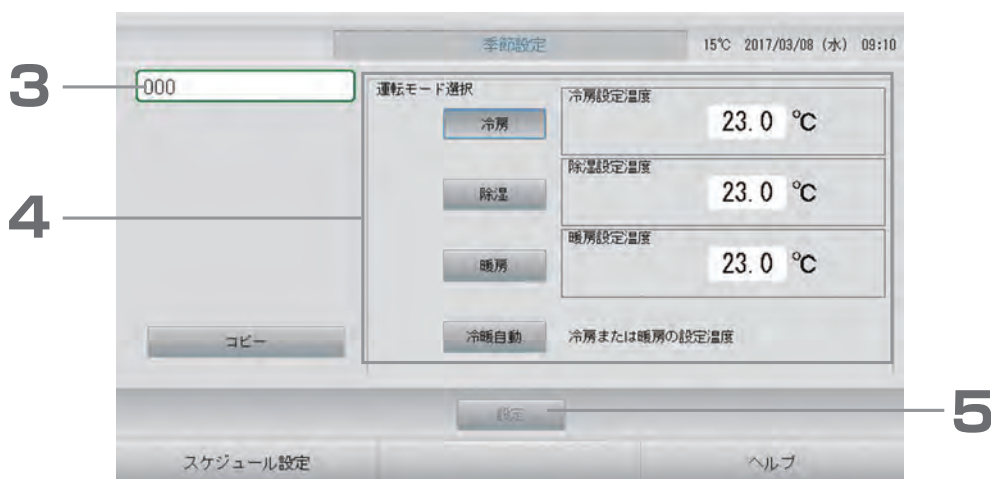 季節設定 15℃ 2017/03/08 (水) 09:10
3
000
運転モード選択
冷房
冷房設定温度
23.0 ℃
4
除湿
除湿設定温度
23.0 ℃
暖房
暖房設定温度
23.0 ℃
コピー
冷暖自動 冷房または暖房の設定温度
設定
5
スケジュール設定 ヘルプ